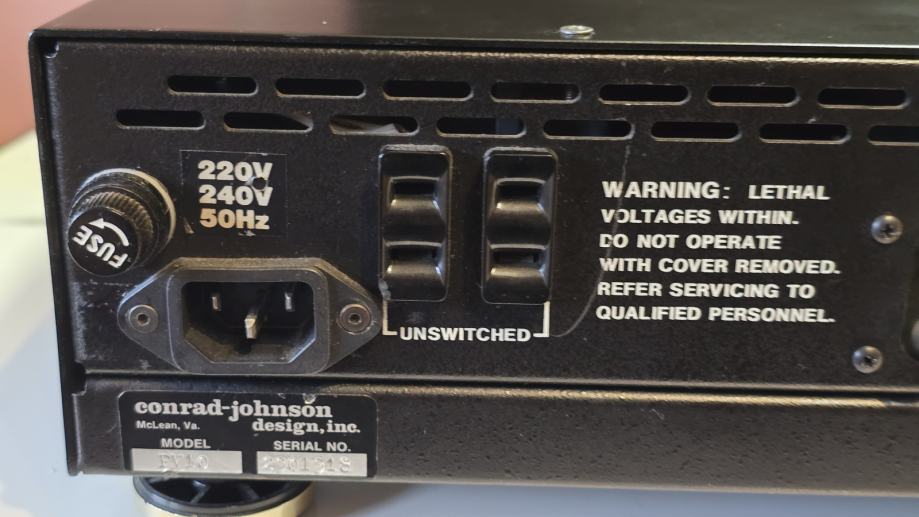 220V
240V
50Hz
FUSE
UNSWITCHED
WARNING: LETHAL
VOLTAGES WITHIN.
DO NOT OPERATE
WITH COVER REMOVED.
REFER SERVICING TO
QUALIFIED PERSONNEL.
conrad-johnson
McLean, Va. design, inc.
MODEL SERIAL NO.
PV10